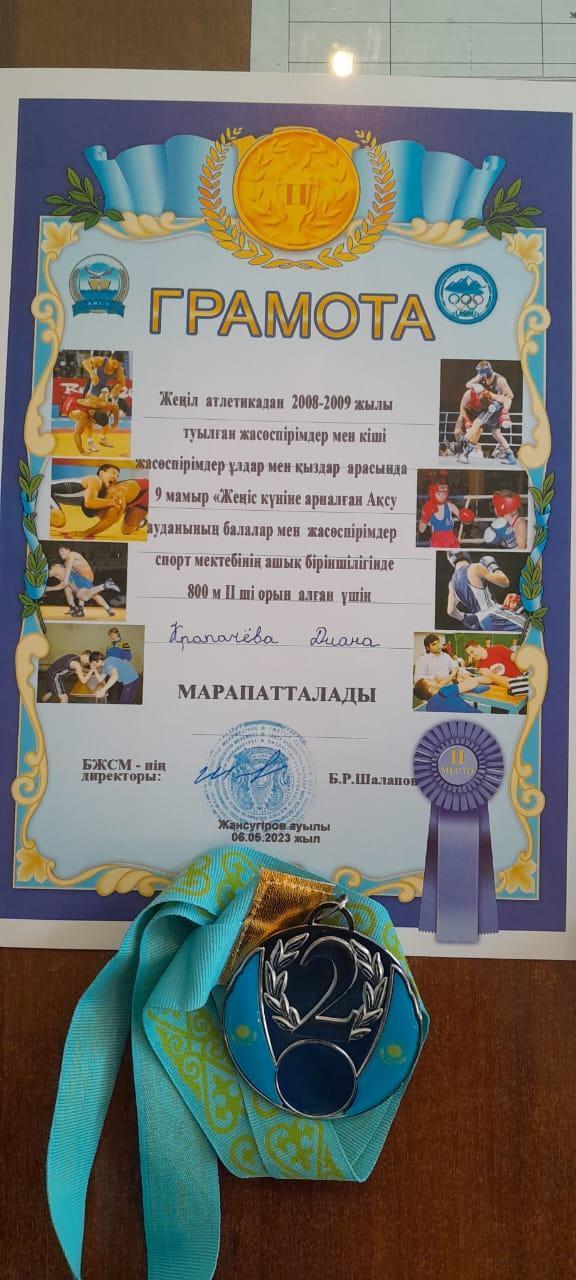 II
АҚСУ
ГРАМОТА
Жеңіл атлетикадан 2008-2009 жылы
туылған жасөспірімдер мен кіші
жасөспірімдер ұлдар мен қыздар арасында
9 мамыр «Жеңіс күніне арналған Ақсу
ауданының балалар мен жасөспірімдер
спорт мектебінің ашық біріншілігінде
800 м II ші орын алған үшін
Крапачёва Диана
МАРАПАТТАЛАДЫ
БЖСМ - нің
директоры:
Б.Р.Шалапов
II
МЕСТО
Жансүгіров ауылы
06.05.2023 жыл
2